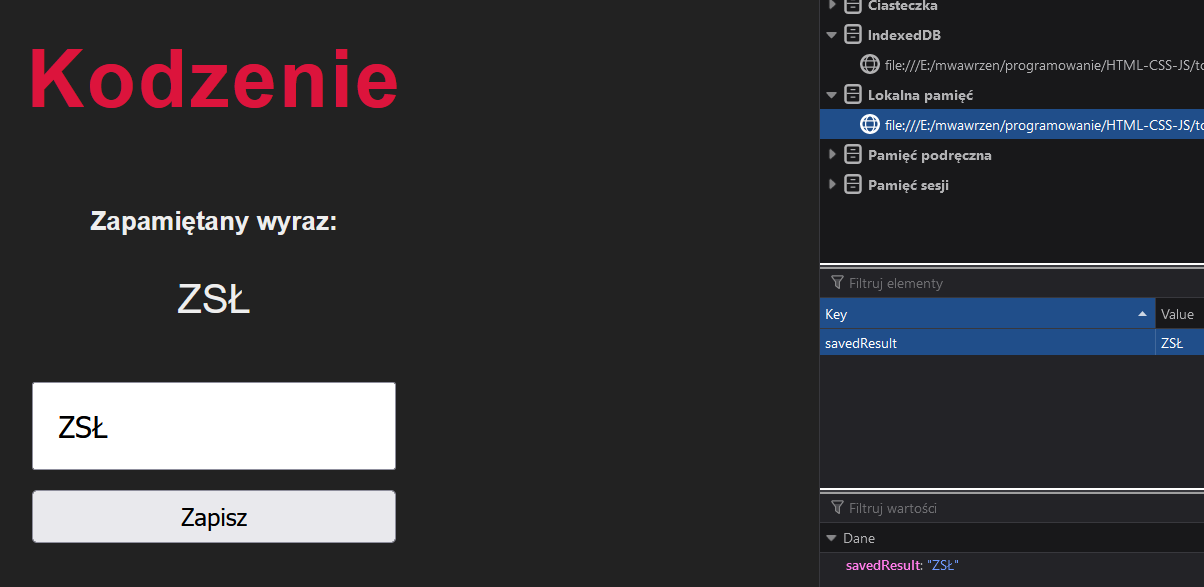 Kodzenie
Zapamiętany wyraz:
ZSŁ
ZSŁ
Zapisz
Ciasteczka
IndexedDB
file:///E:/mwawrzen/programowanie/HTML-CSS-JS/to
Lokalna pamięć
file:///E:/mwawrzen/programowanie/HTML-CSS-JS/to
Pamięć podręczna
Pamięć sesji
Filtruj elementy
Key Value
savedResult ZSŁ
Filtruj wartości
Dane
savedResult: "ZSŁ"